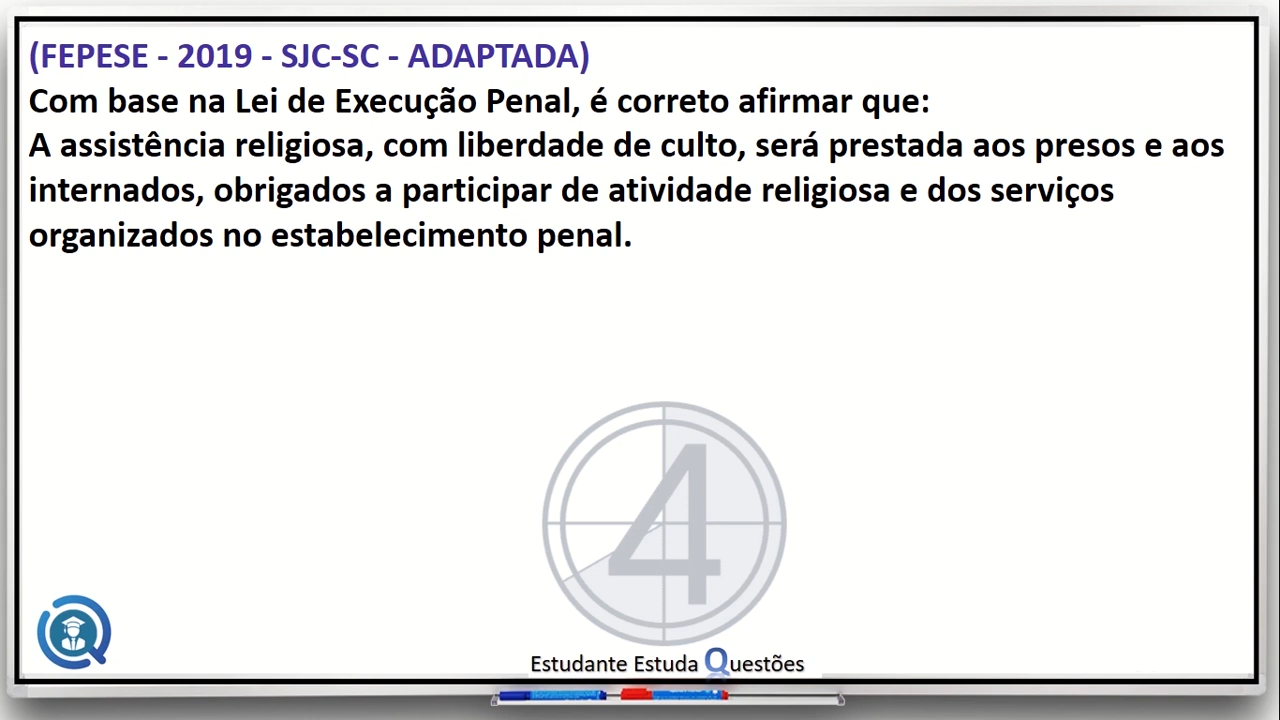 (FEPESE - 2019 - SJC-SC - ADAPTADA)
Com base na Lei de Execução Penal, é correto afirmar que:
A assistência religiosa, com liberdade de culto, será prestada aos presos e aos
internados, obrigados a participar de atividade religiosa e dos serviços
organizados no estabelecimento penal.
4
Estudante Estuda Questões